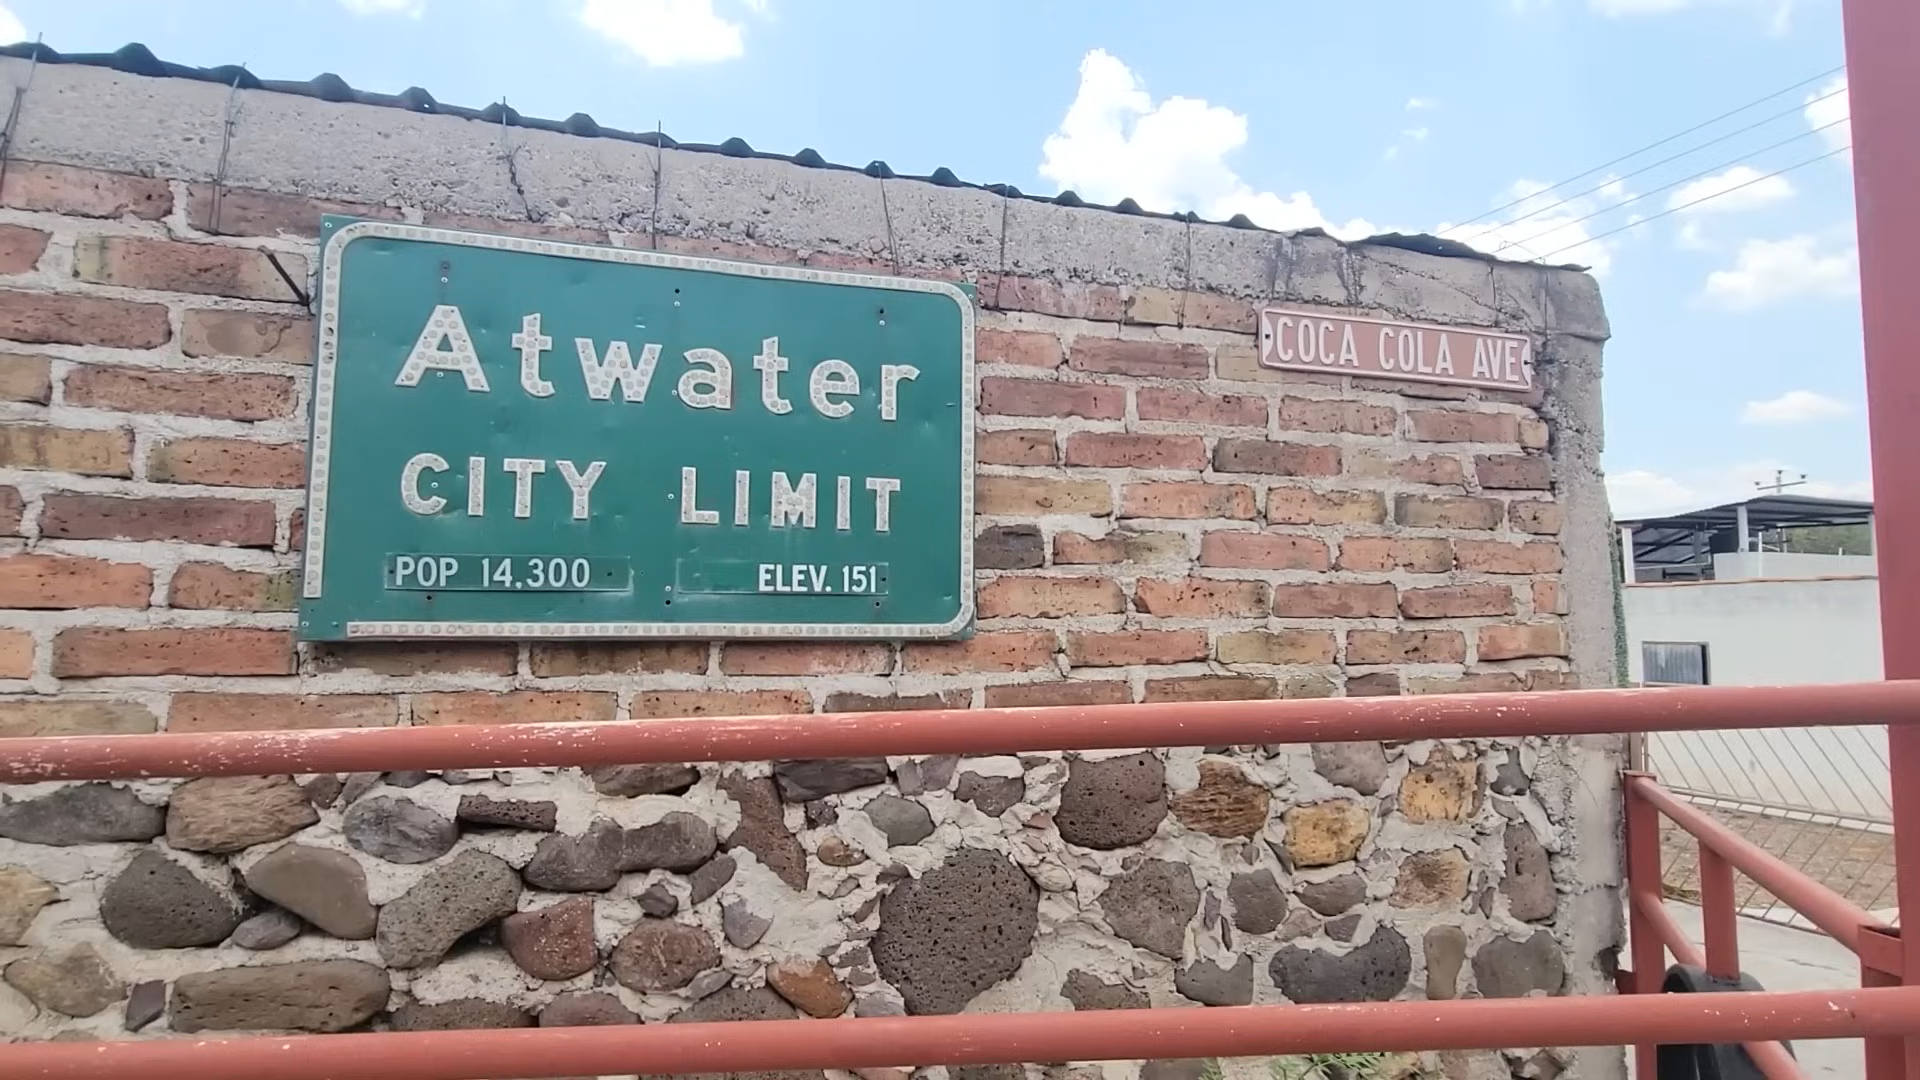 Atwater
CITY LIMIT
POP 14,300 ELEV. 151
COCA COLA AVE